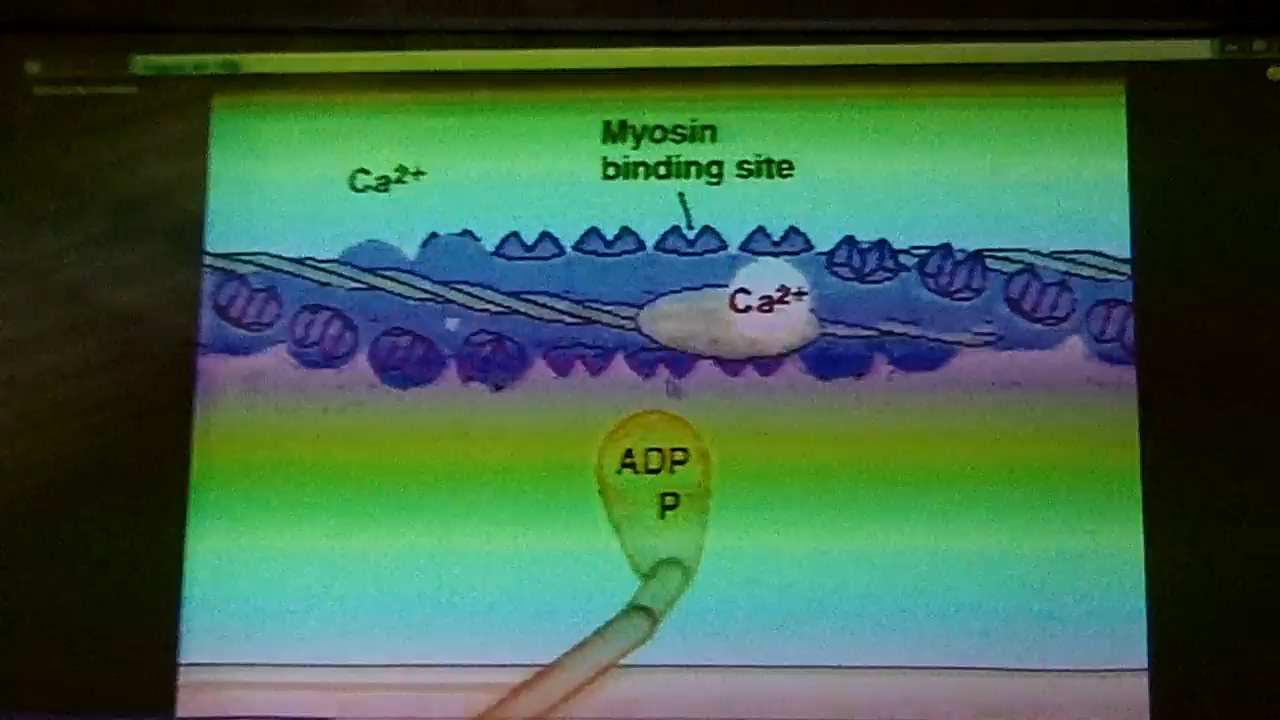 Myosin
binding site
Ca²⁺
Ca²⁺
ADP
P